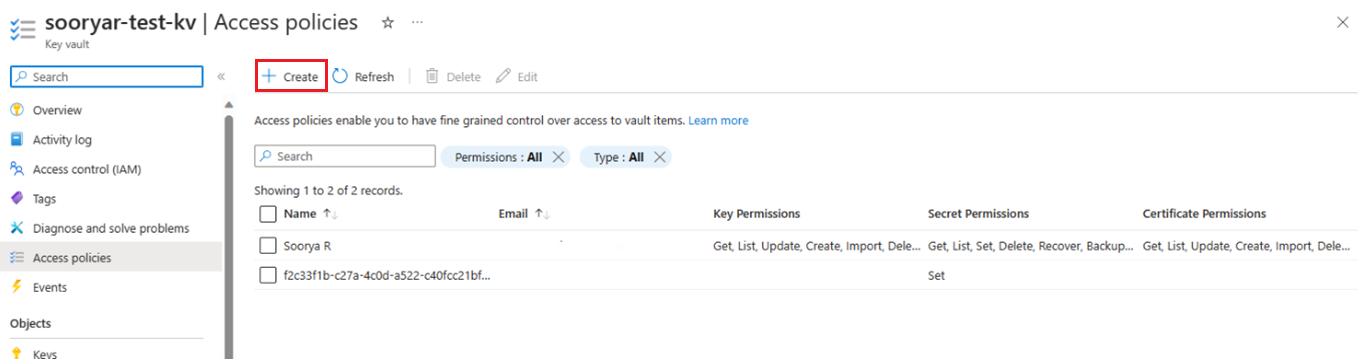 sooryar-test-kv | Access policies ☆ ···
Key vault
Search «
Overview
Activity log
Access control (IAM)
Tags
Diagnose and solve problems
Access policies
Events
Objects
Keys
+ Create Refresh Delete Edit
Access policies enable you to have fine grained control over access to vault items. Learn more
Search Permissions : All Type : All
Showing 1 to 2 of 2 records.
Name ↑↓ Email ↑↓ Key Permissions Secret Permissions Certificate Permissions
Soorya R Get, List, Update, Create, Import, Dele... Get, List, Set, Delete, Recover, Backup... Get, List, Update, Create, Import, Dele...
f2c33f1b-c27a-4c0d-a522-c40fcc21bf... Set